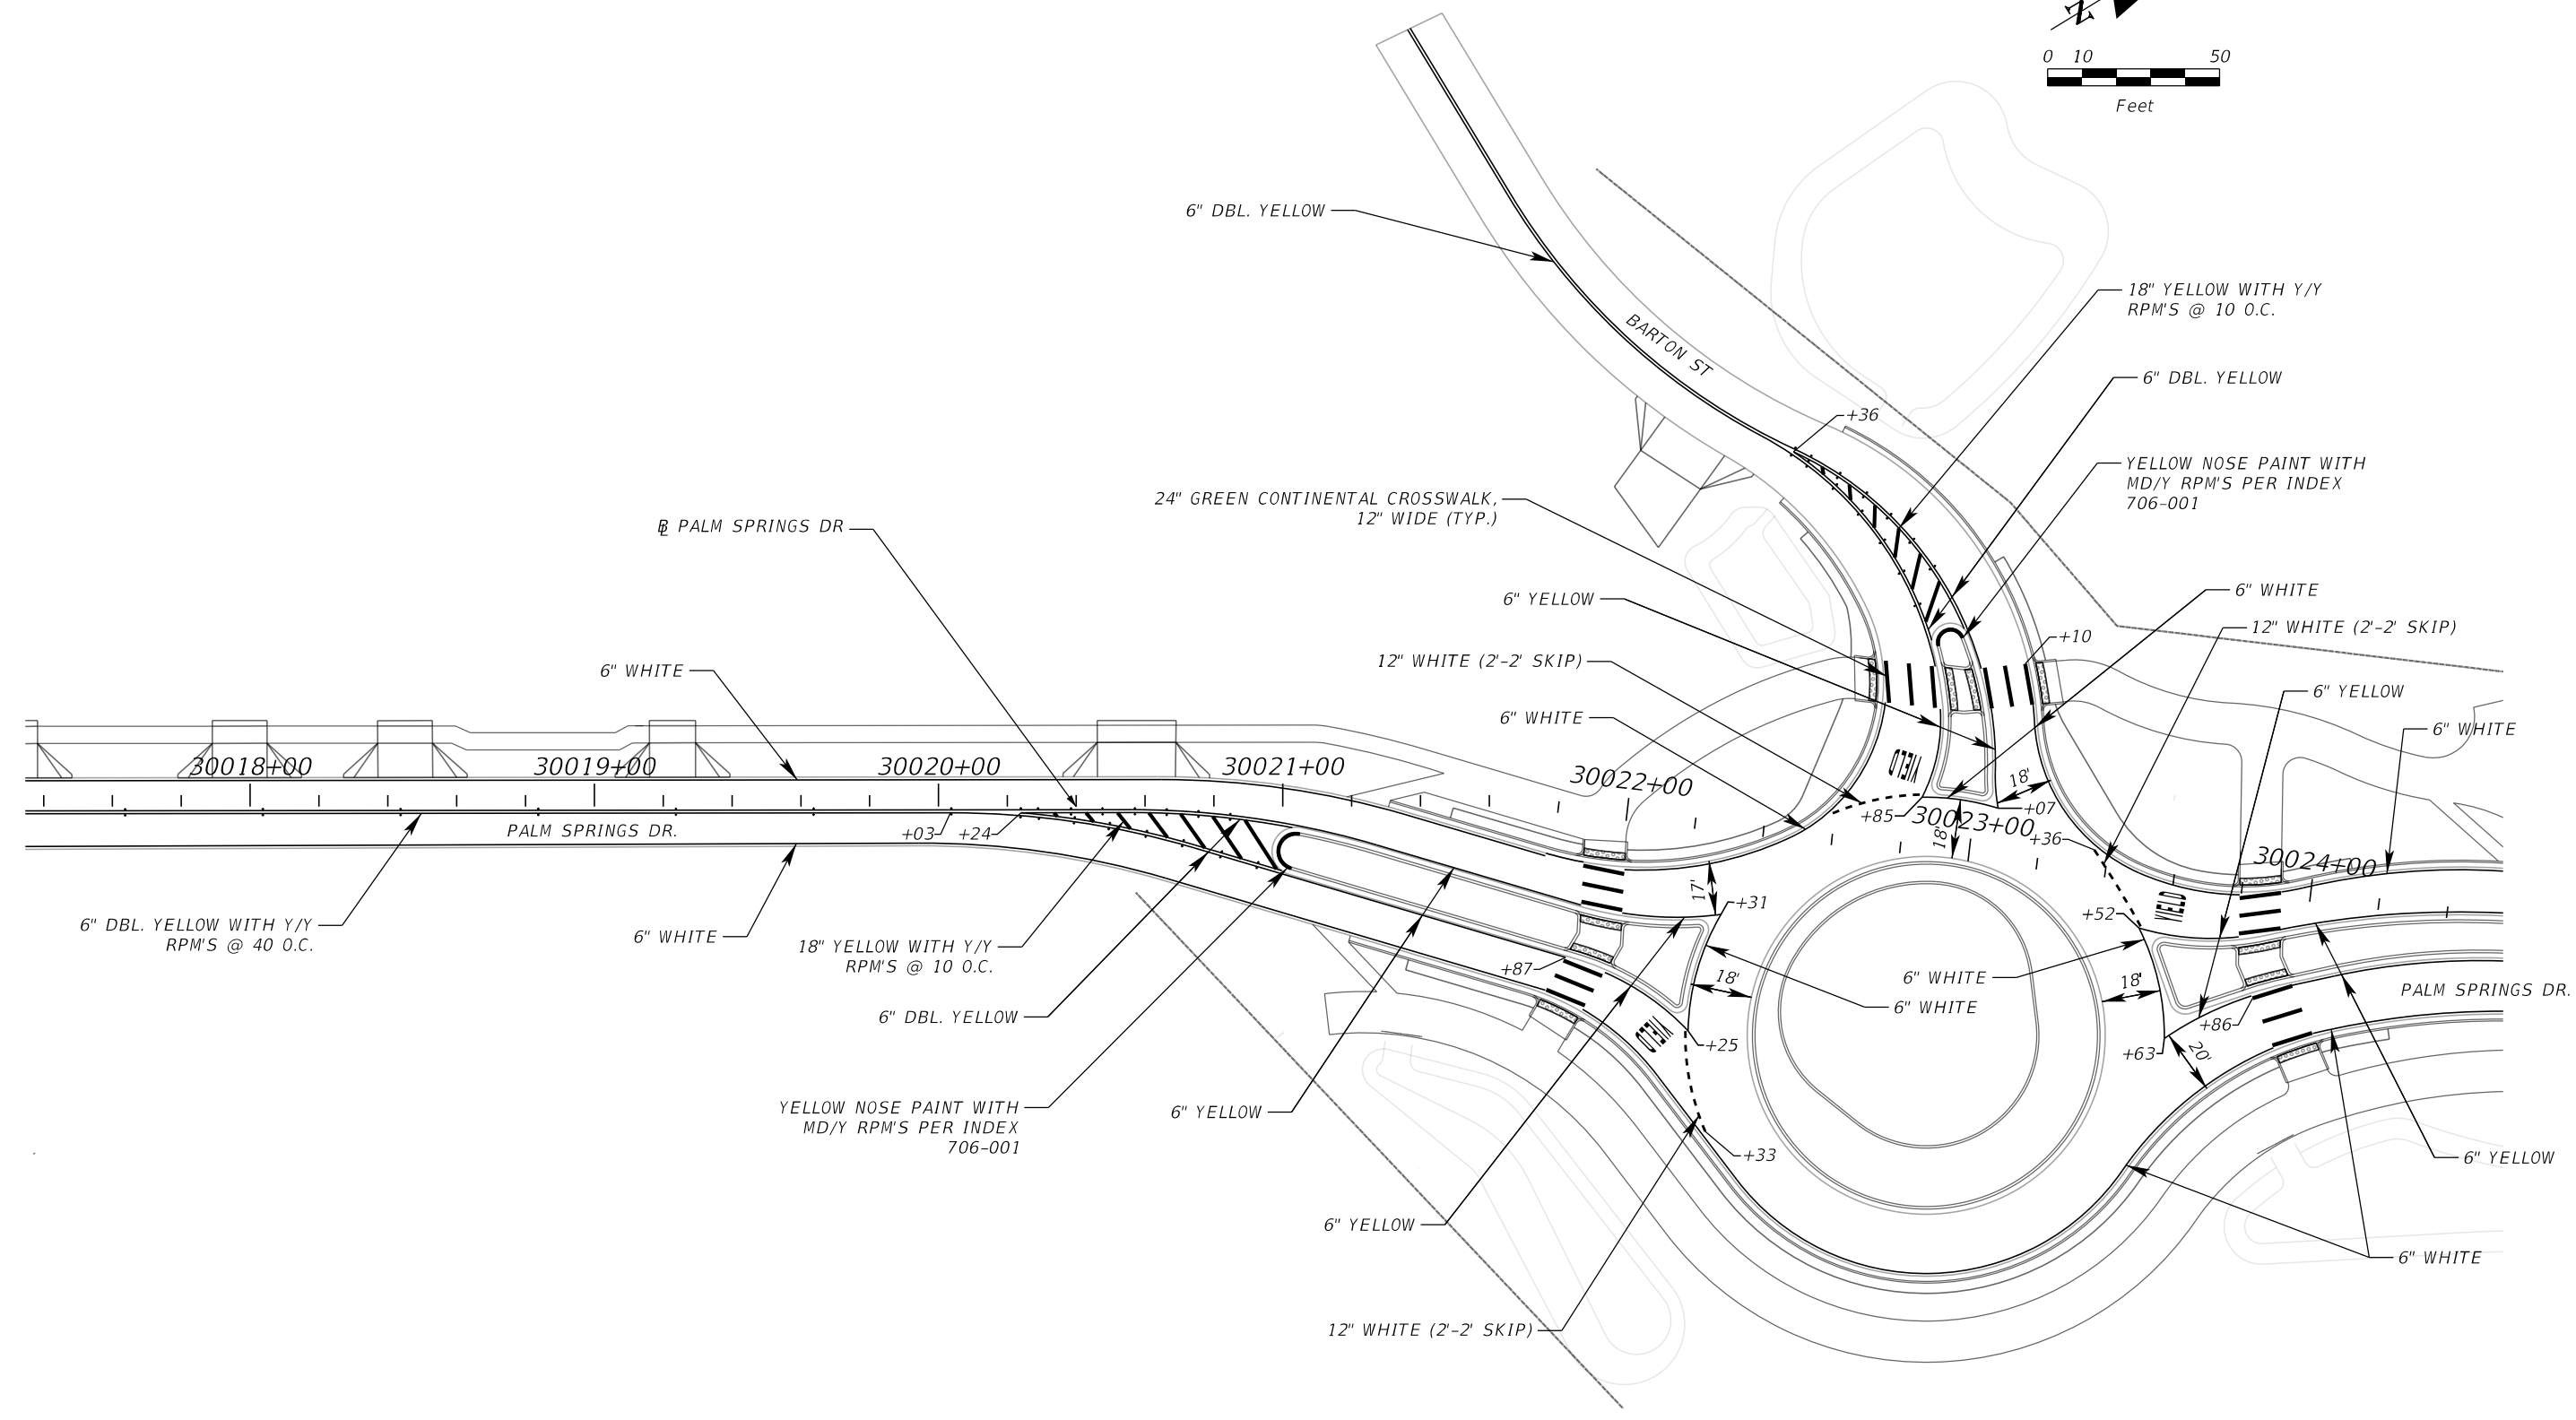 N
0 10 50
Feet
6" DBL. YELLOW
18" YELLOW WITH Y/Y
RPM'S @ 10 O.C.
BARTON ST
6" DBL. YELLOW
+36
YELLOW NOSE PAINT WITH
MD/Y RPM'S PER INDEX
706-001
24" GREEN CONTINENTAL CROSSWALK,
12" WIDE (TYP.)
BL PALM SPRINGS DR
6" YELLOW
6" WHITE
12" WHITE (2'-2' SKIP)
+10
12" WHITE (2'-2' SKIP)
6" WHITE
6" YELLOW
6" WHITE
6" WHITE
30018+00
30019+00
30020+00
30021+00
30022+00
YIELD
18'
+07
+85
30023+00
+36
18'
30024+00
PALM SPRINGS DR.
+03
+24
17'
+31
YIELD
+52
6" DBL. YELLOW WITH Y/Y
RPM'S @ 40 O.C.
6" WHITE
18" YELLOW WITH Y/Y
RPM'S @ 10 O.C.
+87
18'
6" WHITE
6" WHITE
18'
PALM SPRINGS DR.
6" DBL. YELLOW
YIELD
+25
+86
+63
20'
YELLOW NOSE PAINT WITH
MD/Y RPM'S PER INDEX
706-001
6" YELLOW
+33
6" YELLOW
6" YELLOW
6" WHITE
12" WHITE (2'-2' SKIP)